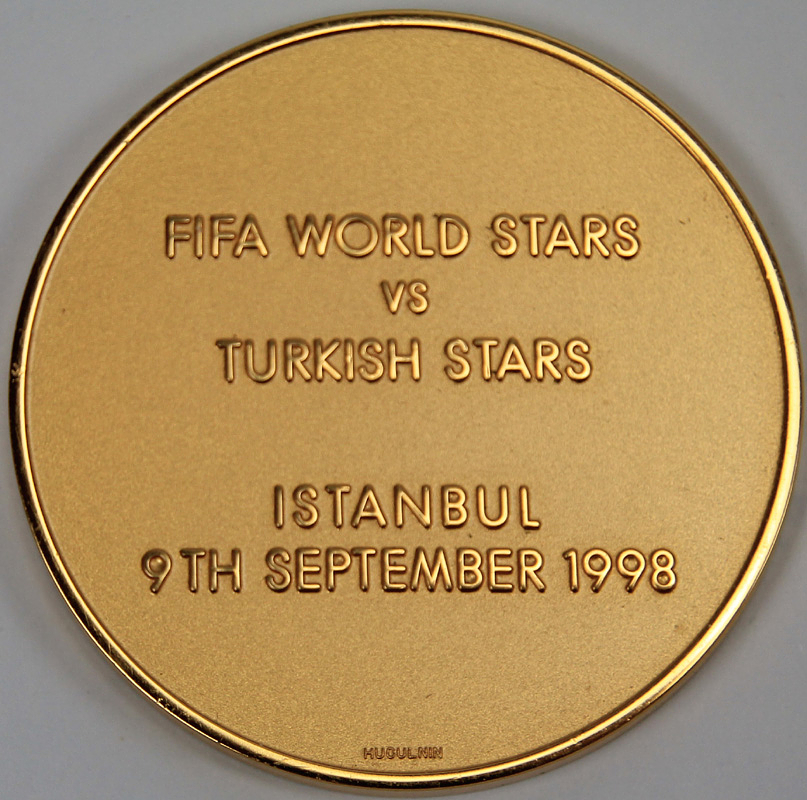 FIFA WORLD STARS
VS
TURKISH STARS
ISTANBUL
9TH SEPTEMBER 1998